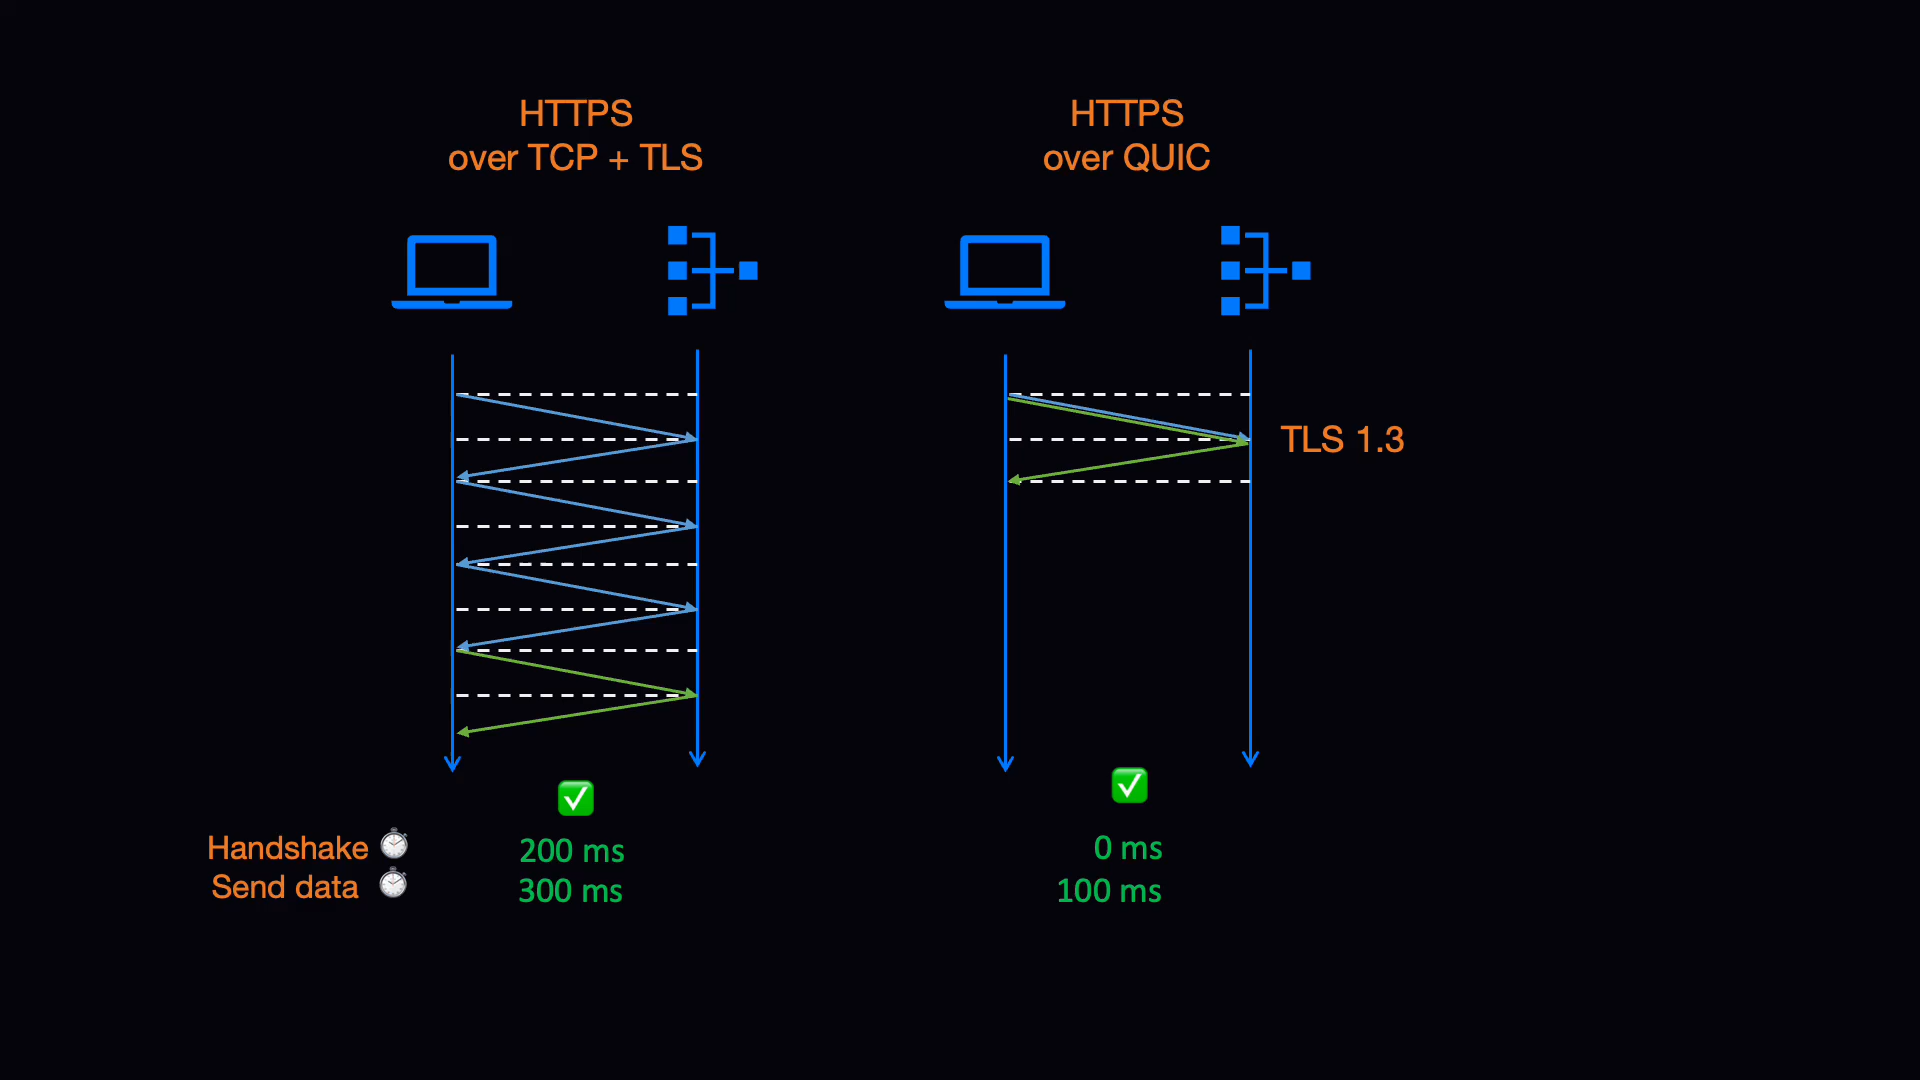 HTTPS
over TCP + TLS
HTTPS
over QUIC
TLS 1.3
Handshake
200 ms
0 ms
Send data
300 ms
100 ms